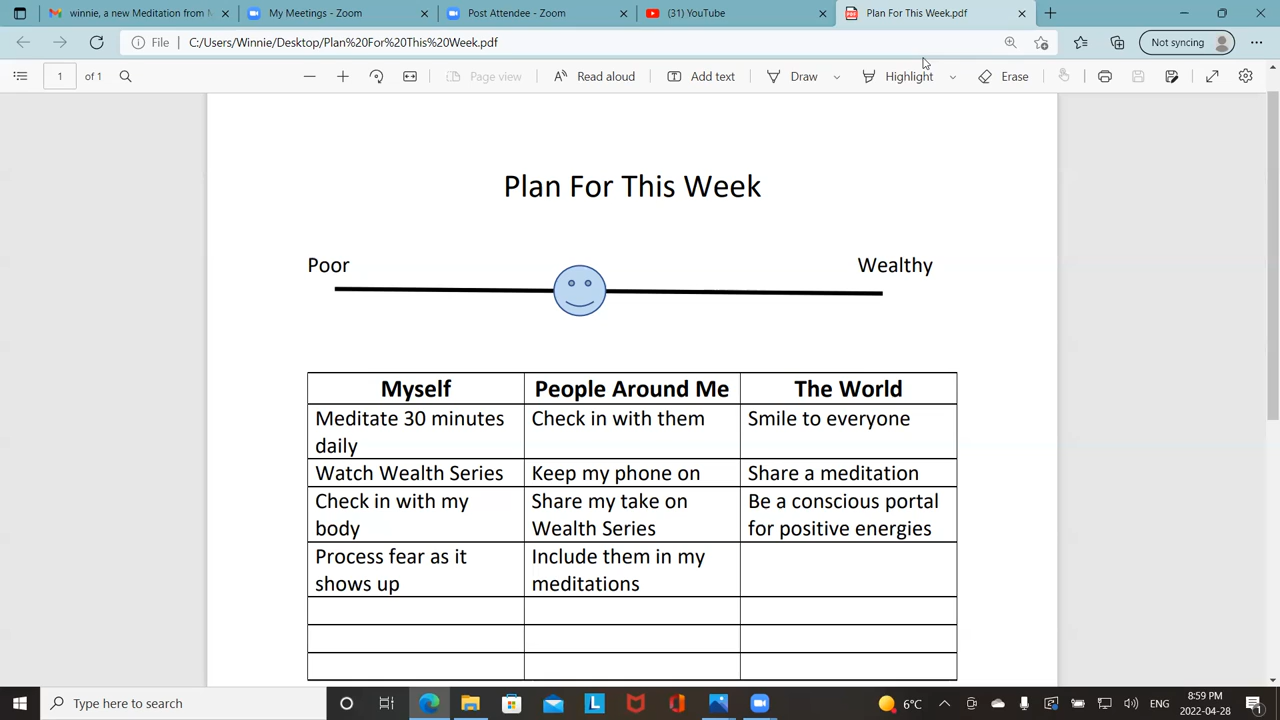 winnie, a new Meditation from M
My Meetings - Zoom
Post Attendee - Zoom
(31) YouTube
Plan For This Week.pdf
File
C:/Users/Winnie/Desktop/Plan%20For%20This%20Week.pdf
Not syncing
1 of 1
Page view
Read aloud
Add text
Draw
Highlight
Erase
Plan For This Week
Poor
Wealthy
Myself
People Around Me
The World
Meditate 30 minutes
daily
Check in with them
Smile to everyone
Watch Wealth Series
Keep my phone on
Share a meditation
Check in with my
body
Share my take on
Wealth Series
Be a conscious portal
for positive energies
Process fear as it
shows up
Include them in my
meditations
Type here to search
6°C
ENG
8:59 PM
2022-04-28